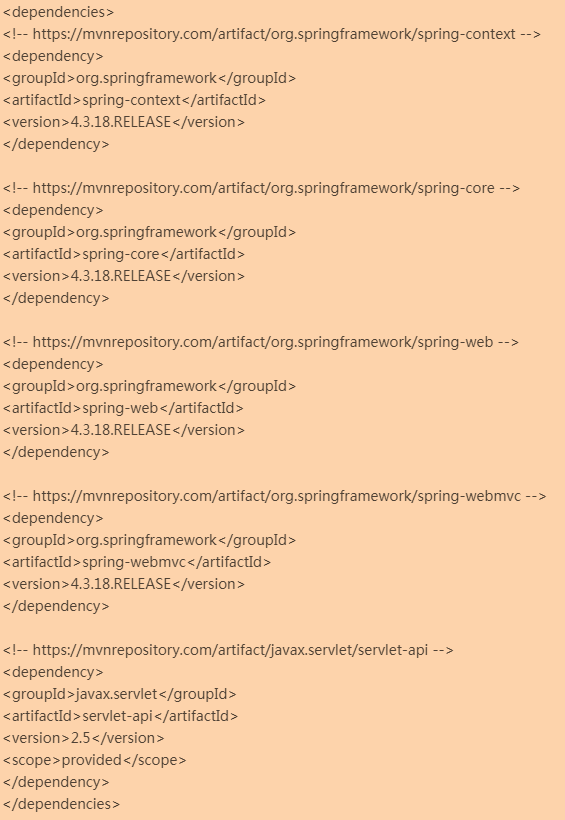 <dependencies>
<!-- https://mvnrepository.com/artifact/org.springframework/spring-context -->
<dependency>
<groupId>org.springframework</groupId>
<artifactId>spring-context</artifactId>
<version>4.3.18.RELEASE</version>
</dependency>
<!-- https://mvnrepository.com/artifact/org.springframework/spring-core -->
<dependency>
<groupId>org.springframework</groupId>
<artifactId>spring-core</artifactId>
<version>4.3.18.RELEASE</version>
</dependency>
<!-- https://mvnrepository.com/artifact/org.springframework/spring-web -->
<dependency>
<groupId>org.springframework</groupId>
<artifactId>spring-web</artifactId>
<version>4.3.18.RELEASE</version>
</dependency>
<!-- https://mvnrepository.com/artifact/org.springframework/spring-webmvc -->
<dependency>
<groupId>org.springframework</groupId>
<artifactId>spring-webmvc</artifactId>
<version>4.3.18.RELEASE</version>
</dependency>
<!-- https://mvnrepository.com/artifact/javax.servlet/servlet-api -->
<dependency>
<groupId>javax.servlet</groupId>
<artifactId>servlet-api</artifactId>
<version>2.5</version>
<scope>provided</scope>
</dependency>
</dependencies>